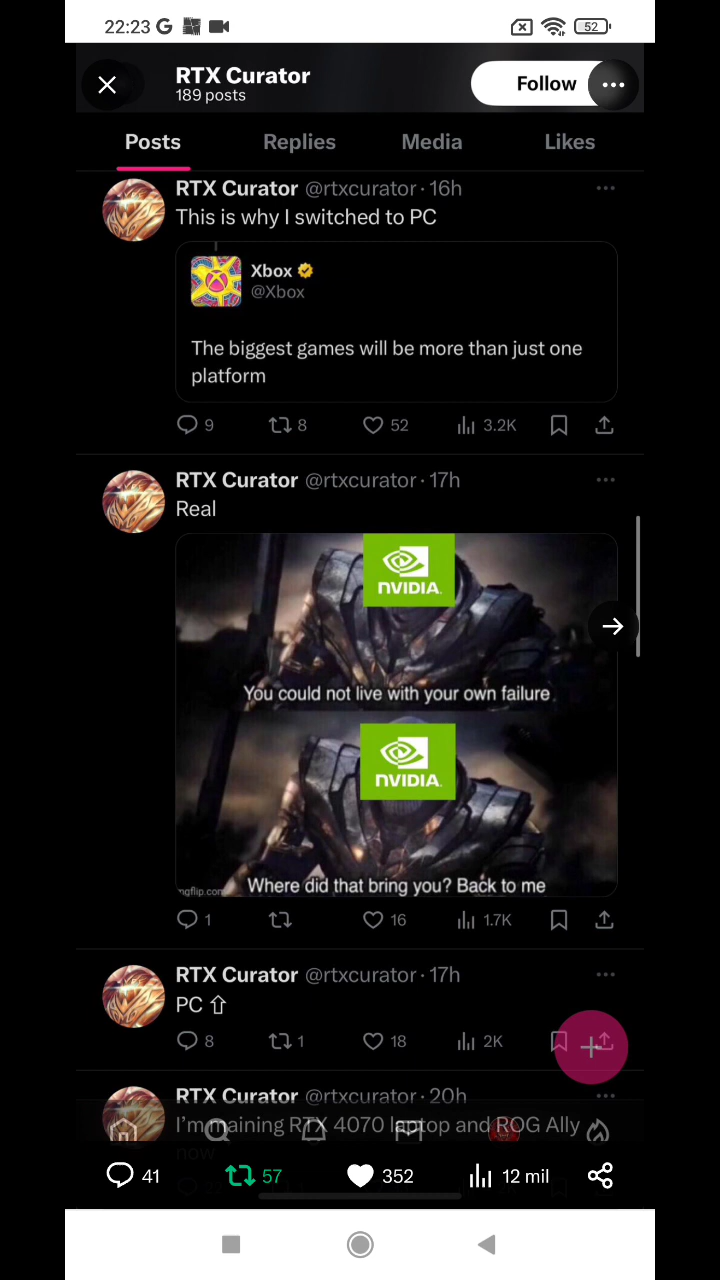 22:23
52
RTX Curator
189 posts
Follow
Posts Replies Media Likes
RTX Curator @rtxcurator · 16h
This is why I switched to PC
Xbox
@Xbox
The biggest games will be more than just one
platform
9 8 52 3.2K
RTX Curator @rtxcurator · 17h
Real
NVIDIA.
You could not live with your own failure
NVIDIA.
Where did that bring you? Back to me
mgflip.com
1 16 1.7K
RTX Curator @rtxcurator · 17h
PC ⇧
8 1 18 2K
RTX Curator @rtxcurator · 20h
I'm maining RTX 4070 laptop and ROG Ally
now
41 57 352 12 mil